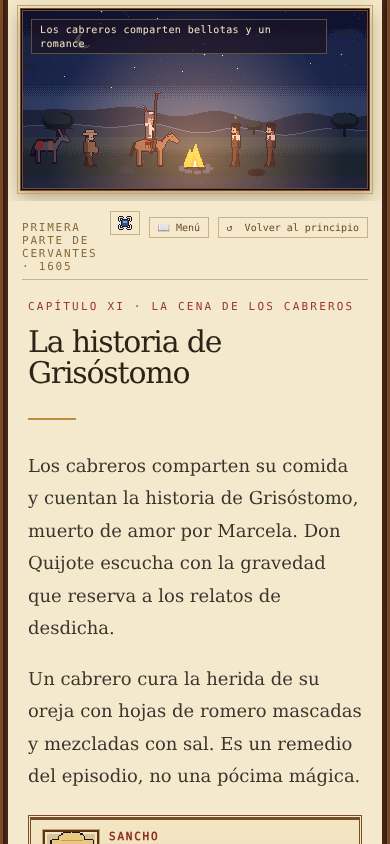 Los cabreros comparten bellotas y un
romance
PRIMERA
PARTE DE
CERVANTES
· 1605
📖 Menú
↺ Volver al principio
CAPÍTULO XI · LA CENA DE LOS CABREROS
La historia de
Grisóstomo
Los cabreros comparten su comida
y cuentan la historia de Grisóstomo,
muerto de amor por Marcela. Don
Quijote escucha con la gravedad
que reserva a los relatos de
desdicha.
Un cabrero cura la herida de su
oreja con hojas de romero mascadas
y mezcladas con sal. Es un remedio
del episodio, no una pócima mágica.
SANCHO